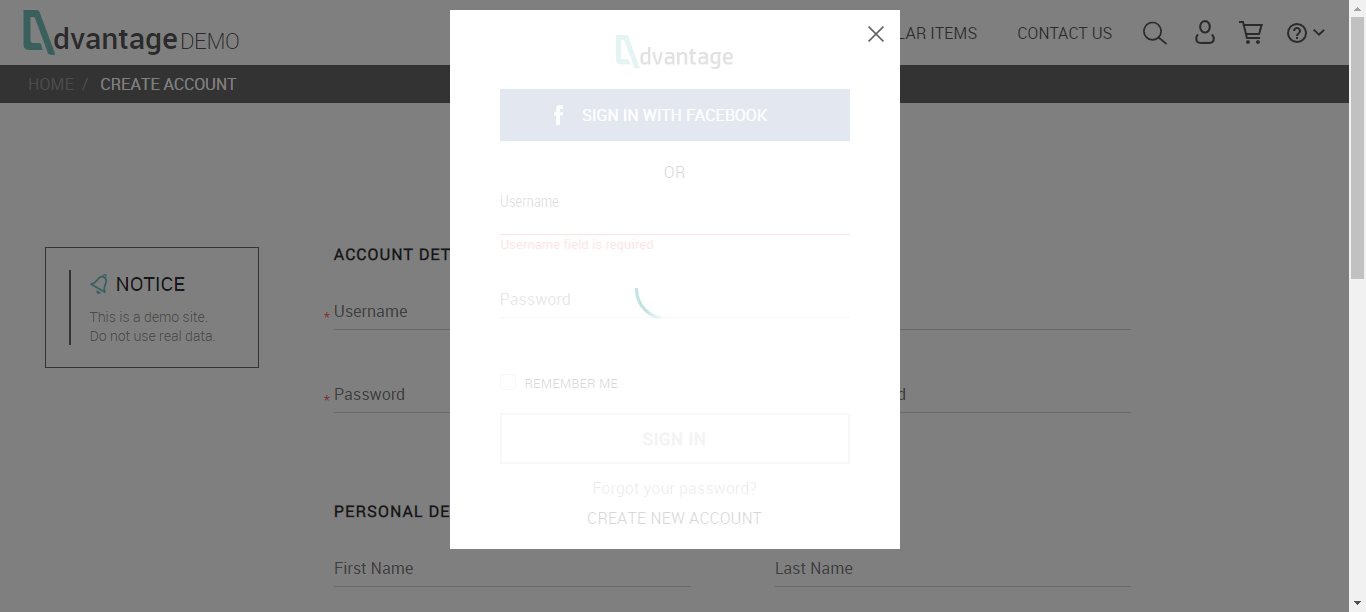 dvantage DEMO
LAR ITEMS
CONTACT US
HOME / CREATE ACCOUNT
dvantage
SIGN IN WITH FACEBOOK
OR
Username
Username field is required
Password
REMEMBER ME
SIGN IN
Forgot your password?
CREATE NEW ACCOUNT
NOTICE
This is a demo site.
Do not use real data.
ACCOUNT DET
* Username
* Password
d
PERSONAL DE
First Name
Last Name